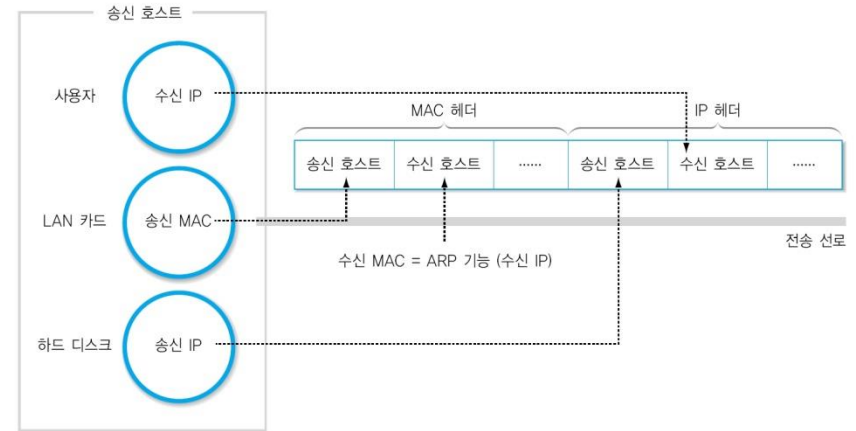 송신 호스트
사용자
수신 IP
MAC 헤더
IP 헤더
송신 호스트
수신 호스트
······
송신 호스트
수신 호스트
······
LAN 카드
송신 MAC
전송 선로
수신 MAC = ARP 기능 (수신 IP)
하드 디스크
송신 IP